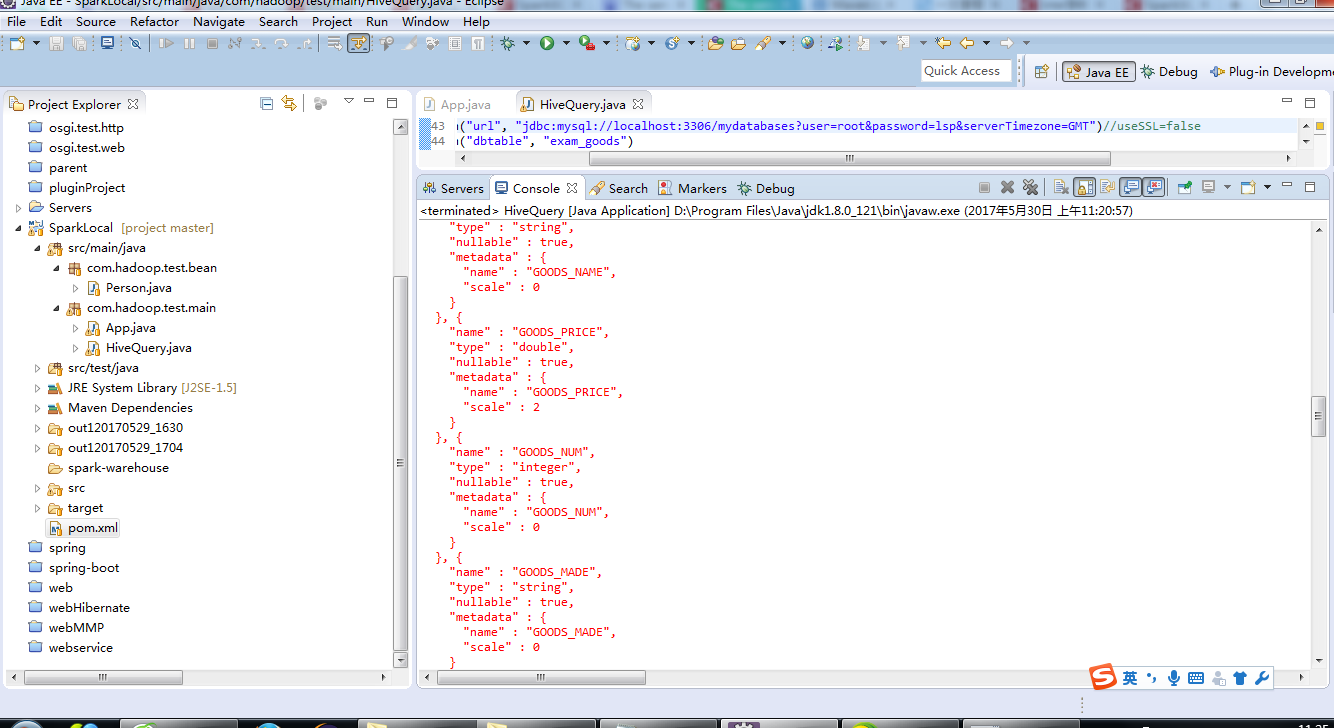 Java EE - SparkLocal/src/main/java/com/hadoop/test/main/HiveQuery.java - Eclipse
File Edit Source Refactor Navigate Search Project Run Window Help
Quick Access
Java EE Debug Plug-in Developme
Project Explorer
osgi.test.http
osgi.test.web
parent
pluginProject
Servers
SparkLocal [project master]
src/main/java
com.hadoop.test.bean
Person.java
com.hadoop.test.main
App.java
HiveQuery.java
src/test/java
JRE System Library [J2SE-1.5]
Maven Dependencies
out120170529_1630
out120170529_1704
spark-warehouse
src
target
pom.xml
spring
spring-boot
web
webHibernate
webMMP
webservice
App.java HiveQuery.java
43 ("url", "jdbc:mysql://localhost:3306/mydatabases?user=root&password=lsp&serverTimezone=GMT")//useSSL=false
44 ("dbtable", "exam_goods")
Servers Console Search Markers Debug
<terminated> HiveQuery [Java Application] D:\Program Files\Java\jdk1.8.0_121\bin\javaw.exe (2017年5月30日 上午11:20:57)
"type" : "string",
"nullable" : true,
"metadata" : {
"name" : "GOODS_NAME",
"scale" : 0
}
}, {
"name" : "GOODS_PRICE",
"type" : "double",
"nullable" : true,
"metadata" : {
"name" : "GOODS_PRICE",
"scale" : 2
}
}, {
"name" : "GOODS_NUM",
"type" : "integer",
"nullable" : true,
"metadata" : {
"name" : "GOODS_NUM",
"scale" : 0
}
}, {
"name" : "GOODS_MADE",
"type" : "string",
"nullable" : true,
"metadata" : {
"name" : "GOODS_MADE",
"scale" : 0
}
英